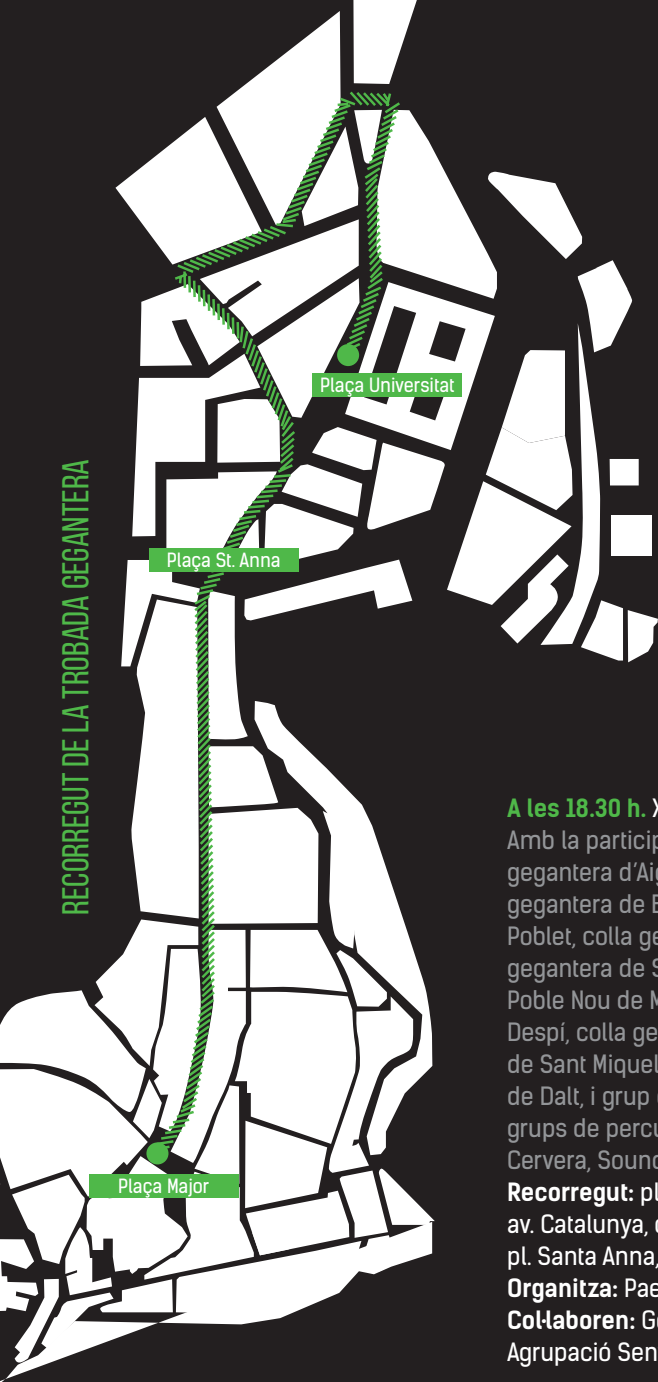 Plaça Universitat
Plaça St. Anna
Plaça Major
RECORREGUT DE LA TROBADA GEGANTERA
A les 18.30 h.
Amb la particip
gegantera d'Aig
gegantera de
Poblet, colla ge
gegantera de S
Poble Nou de M
Despí, colla ge
de Sant Miquel
de Dalt, i grup
grups de percu
Cervera, Soun
Recorregut: pl
av. Catalunya,
pl. Santa Anna,
Organitza: Pae
Col·laboren: G
Agrupació Sen